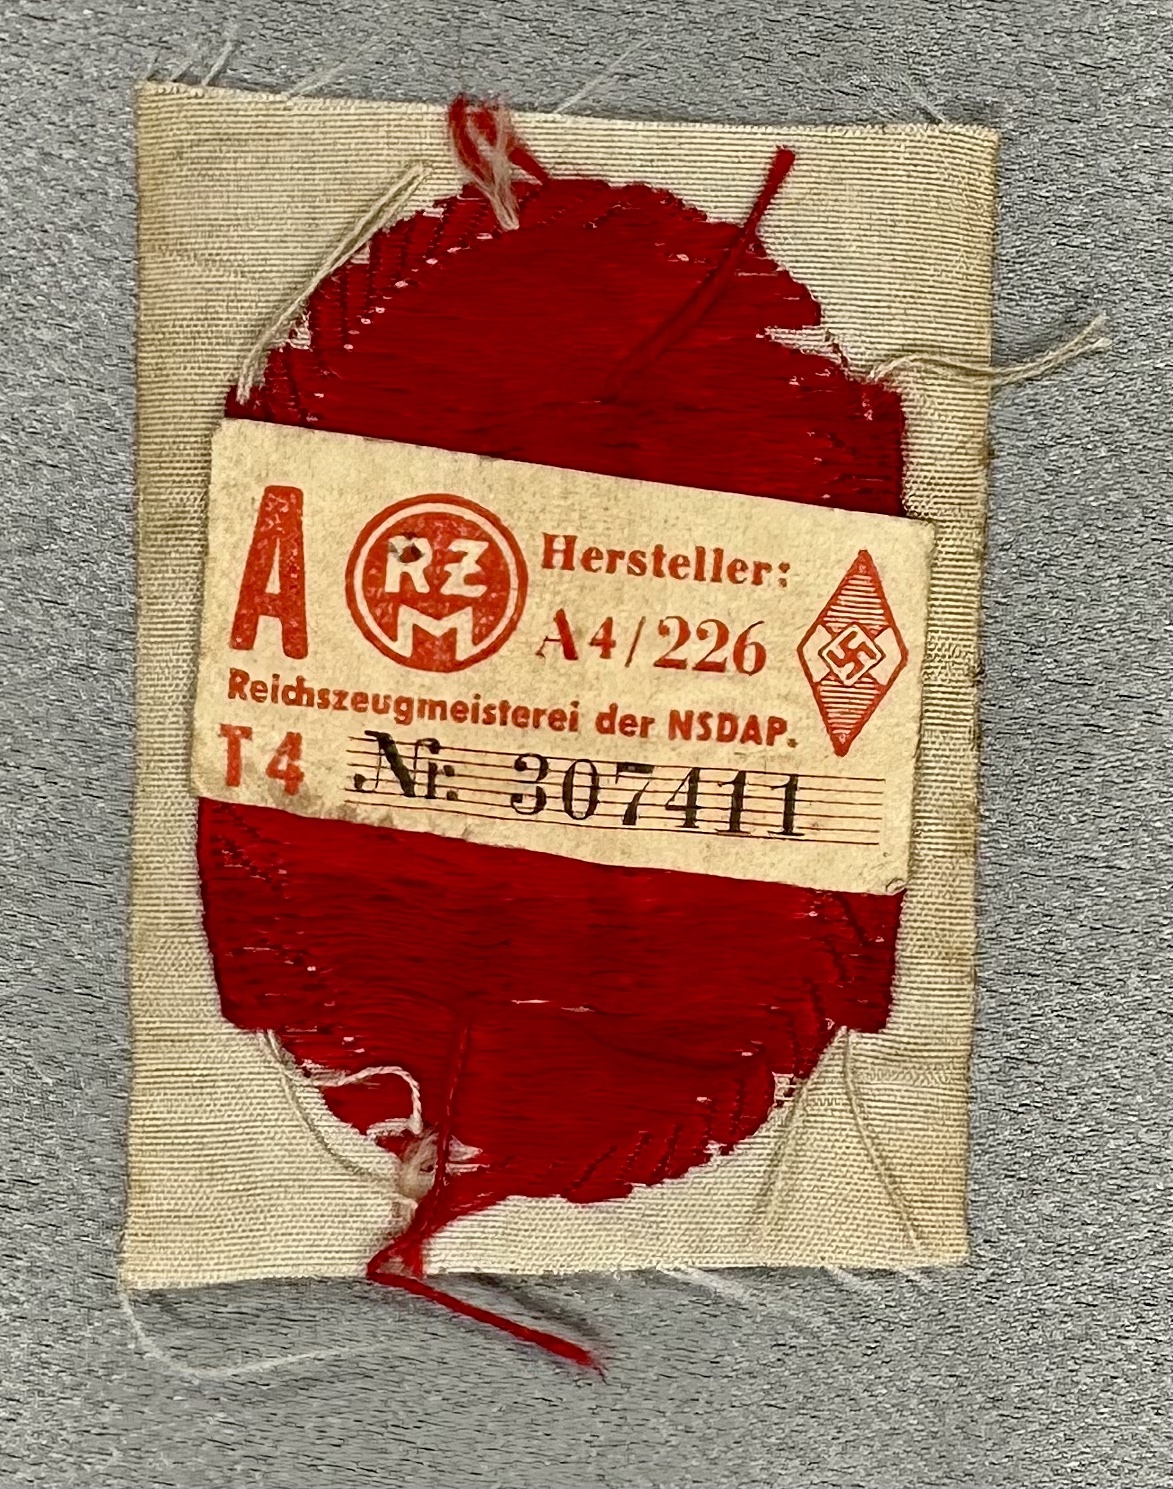 A RZM Hersteller:
A4/226
Reichszeugmeisterei der NSDAP.
T4 Nr. 307411